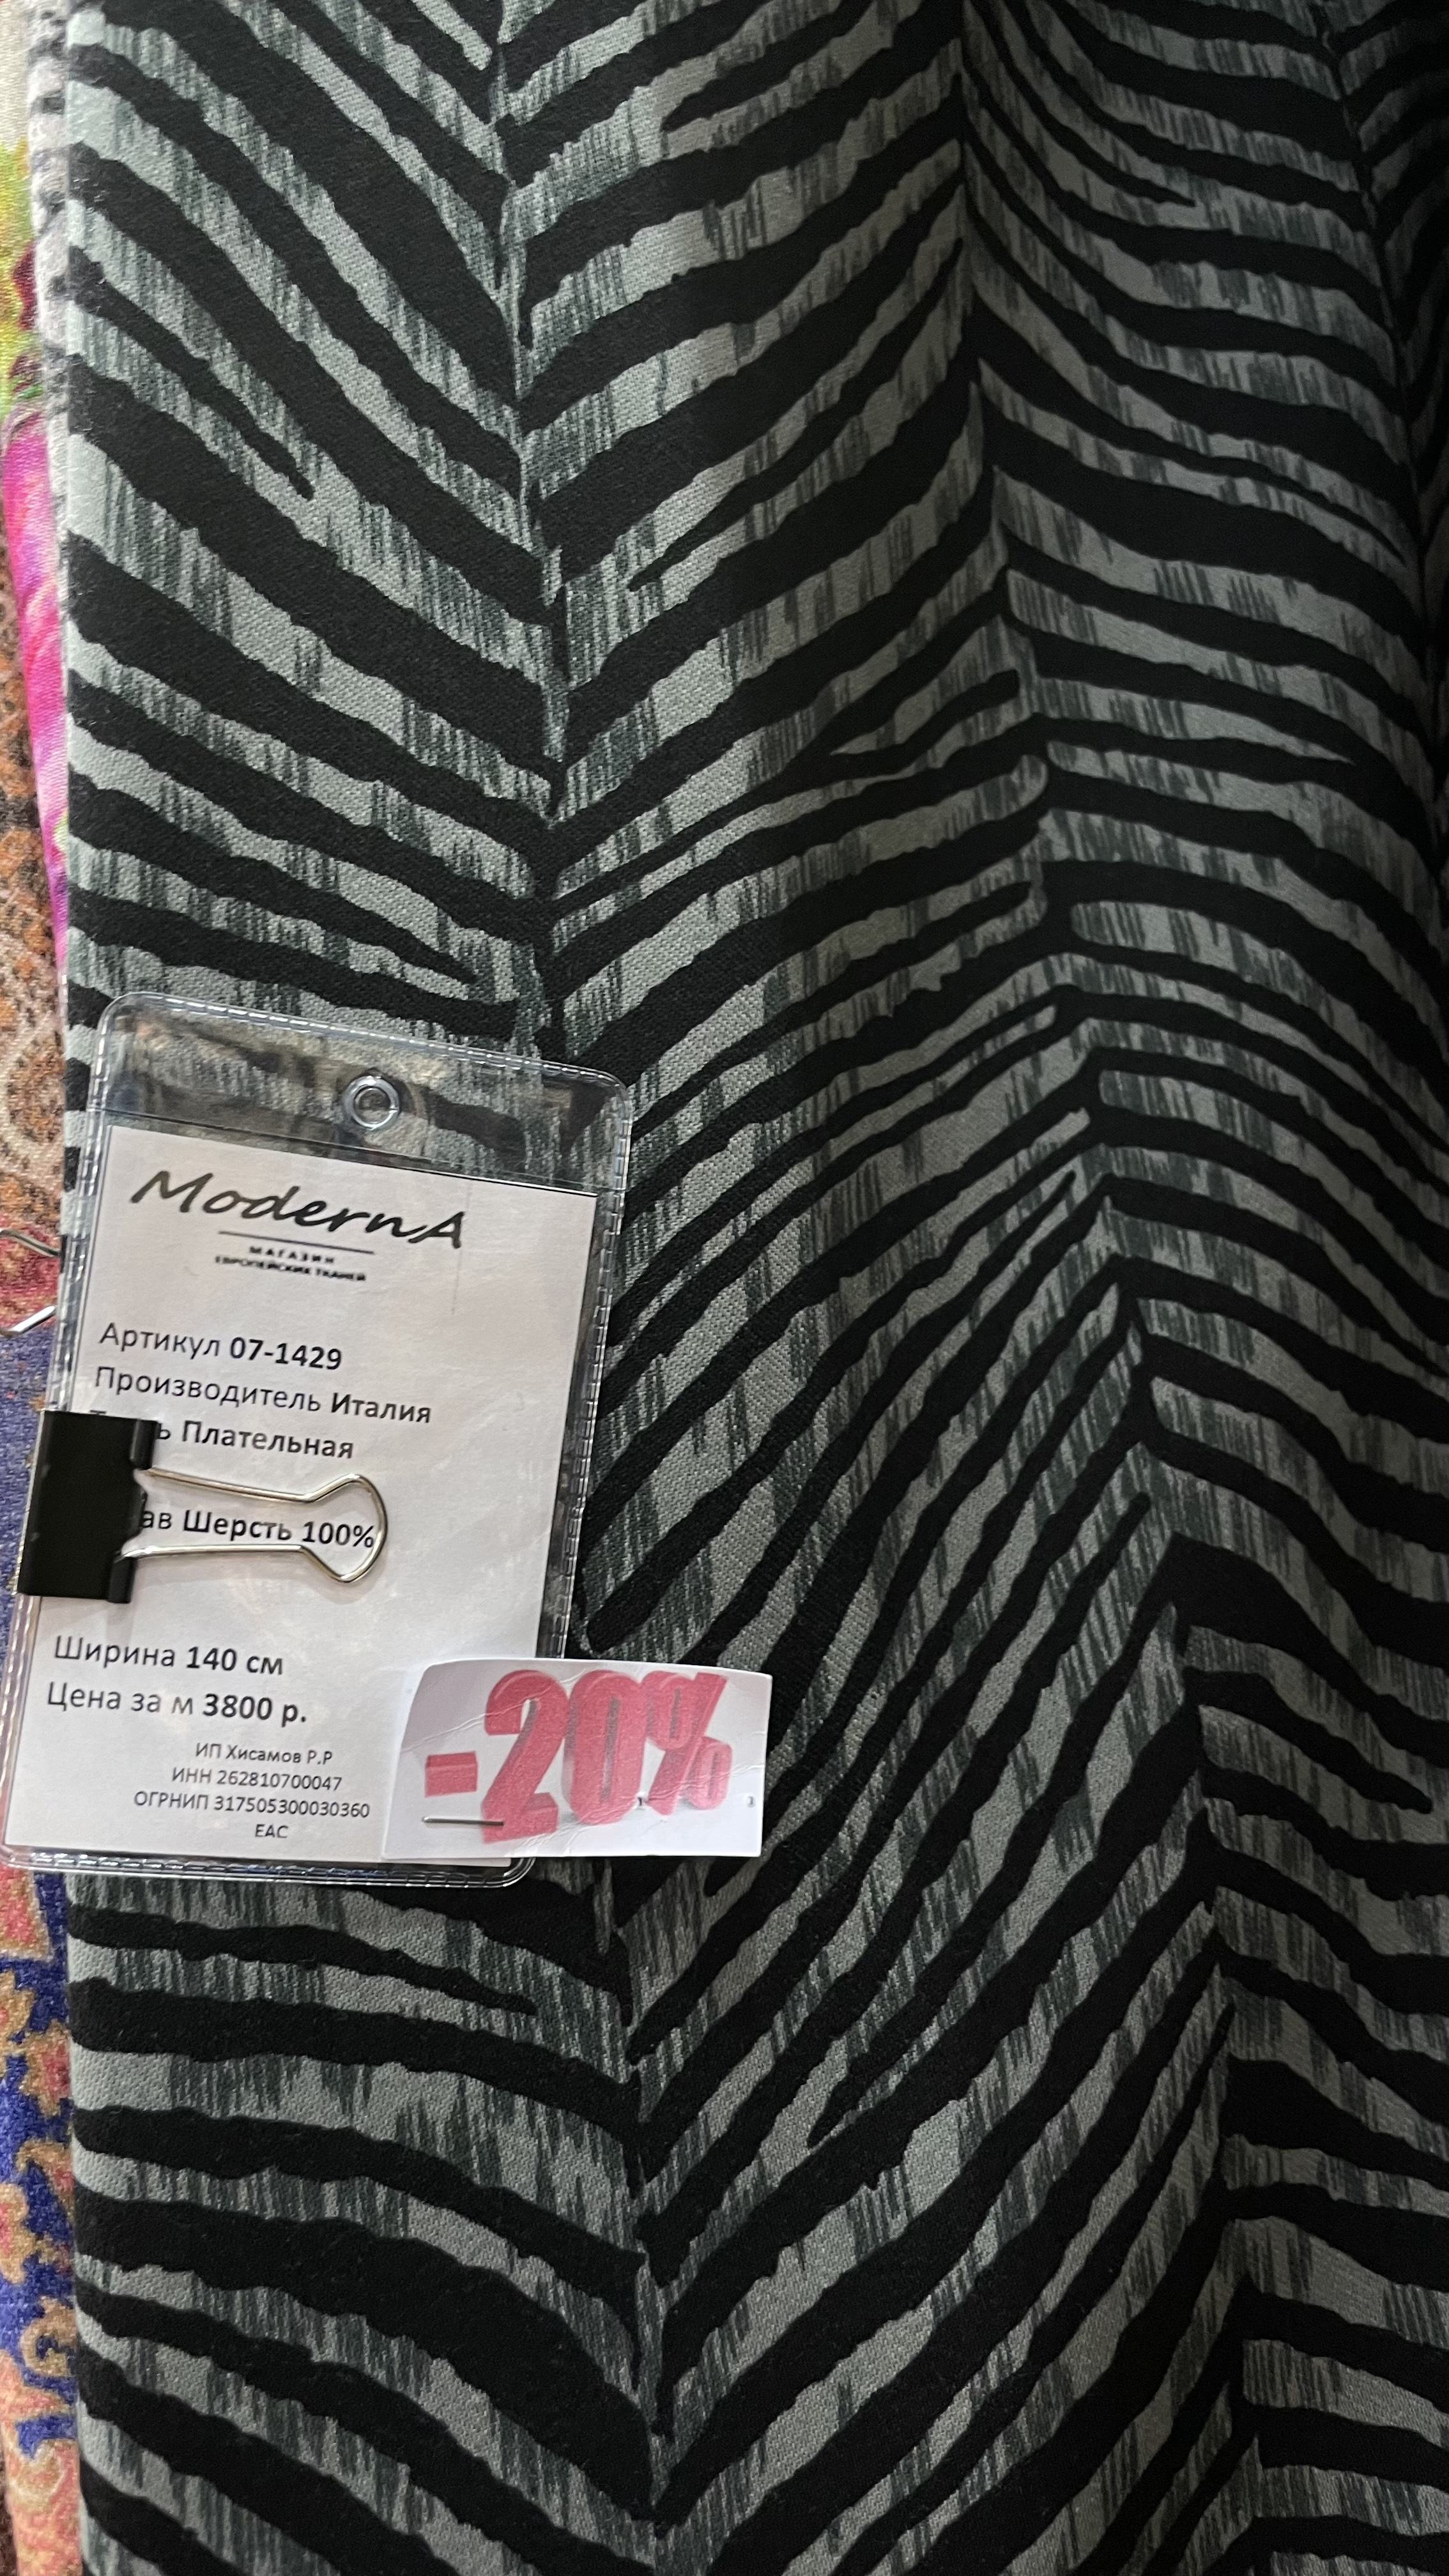 ModernA
МАГАЗИН
ЕВРОПЕЙСКИХ ТКАНЕЙ
Артикул 07-1429
Производитель Италия
Плательная
Шерсть 100%
Ширина 140 см
Цена за м 3800 р.
ИП Хисамов Р.Р
ИНН 262810700047
ОГРНИП 317505300030360
ЕАС
-20%